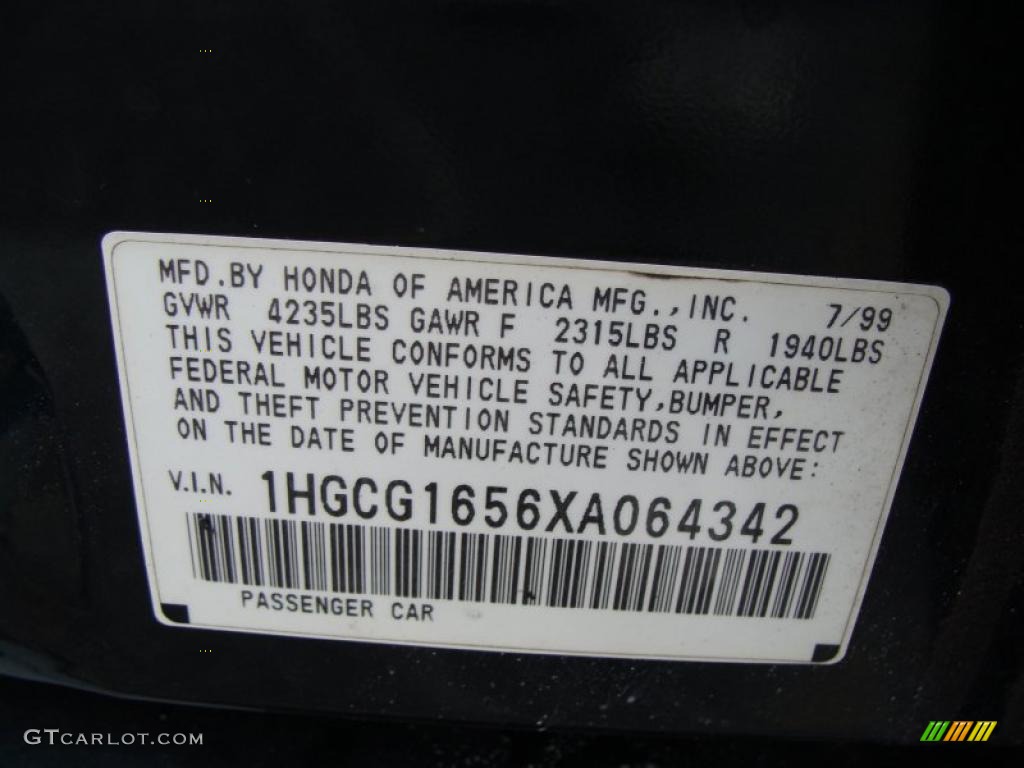 MFD.BY HONDA OF AMERICA MFG.,INC. 7/99
GVWR 4235LBS GAWR F 2315LBS R 1940LBS
THIS VEHICLE CONFORMS TO ALL APPLICABLE
FEDERAL MOTOR VEHICLE SAFETY,BUMPER,
AND THEFT PREVENTION STANDARDS IN EFFECT
ON THE DATE OF MANUFACTURE SHOWN ABOVE:
V.I.N. 1HGCG1656XA064342
PASSENGER CAR
GTCARLOT.COM